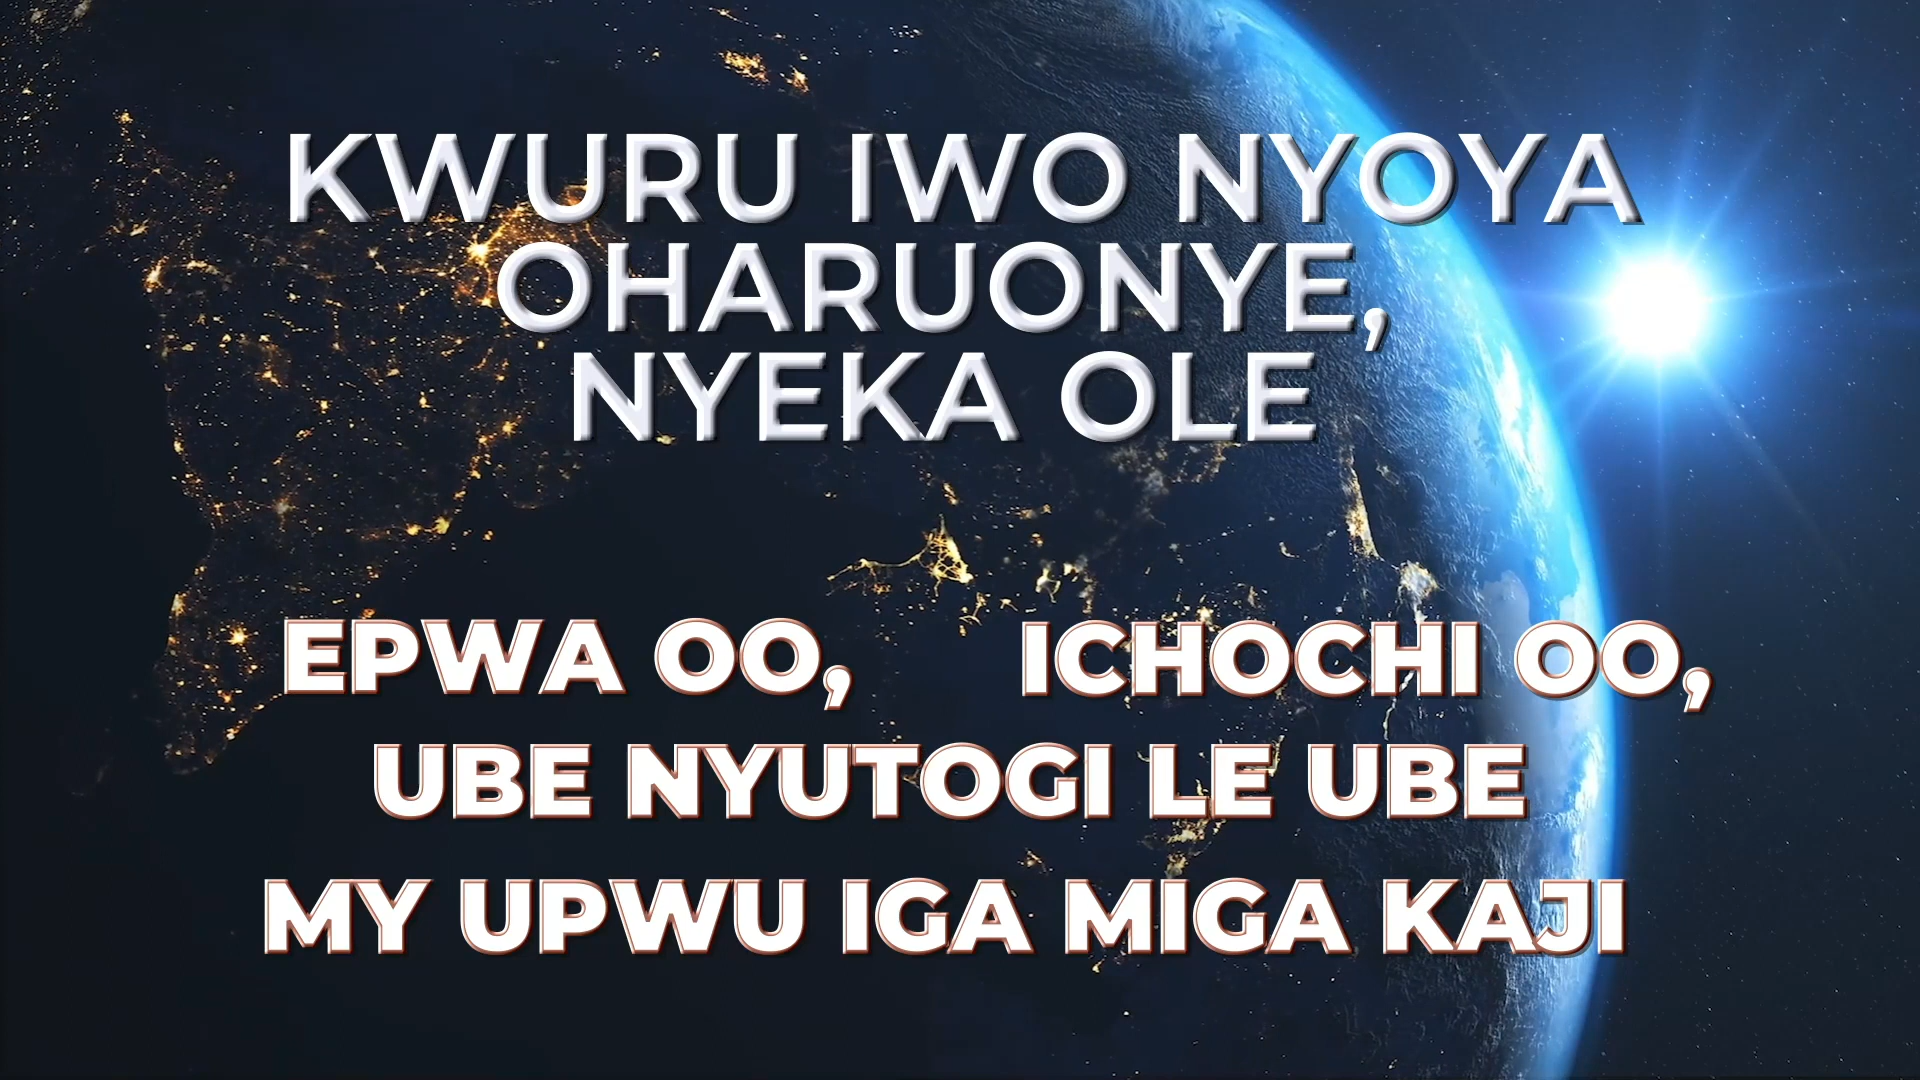 KWURU IWO NYOYA
OHARUONYE,
NYEKA OLE
EPWA OO, ICHOCHI OO,
UBE NYUTOGI LE UBE
MY UPWU IGA MIGA KAJI